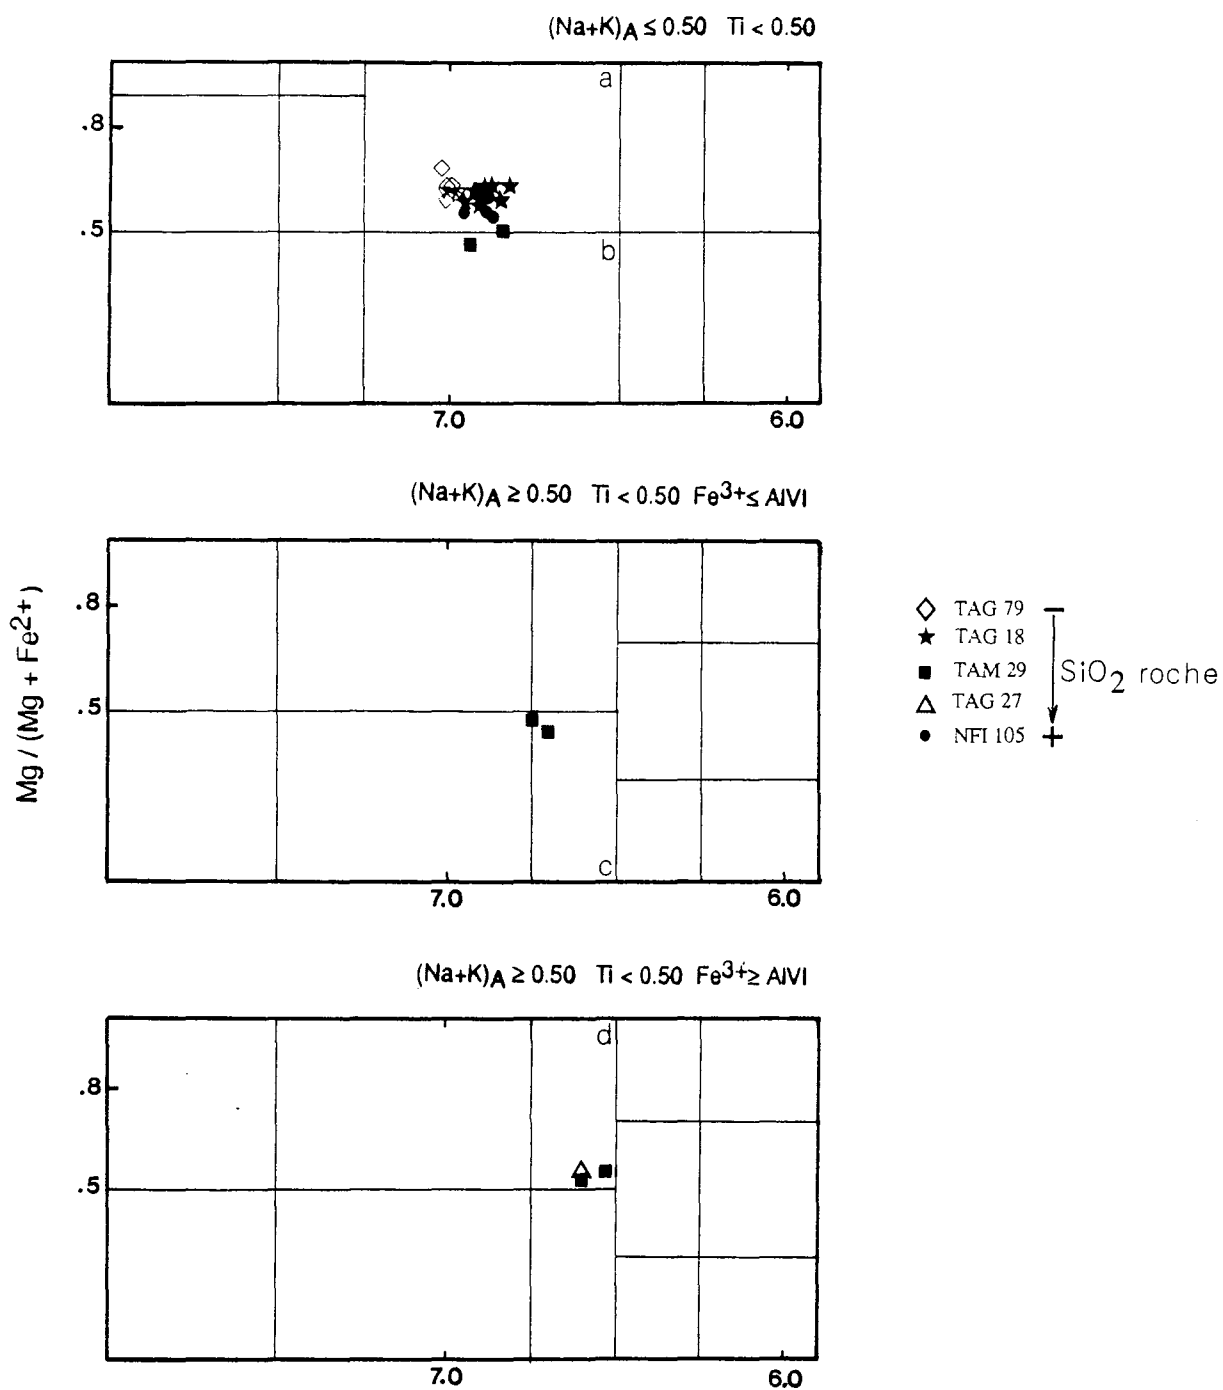 (Na+K)A ≤ 0.50 Ti < 0.50
a
.8
.5
b
7.0 6.0
(Na+K)A ≥ 0.50 Ti < 0.50 Fe3+ ≤ AlVI
.8
.5
c
7.0 6.0
Mg / (Mg + Fe2+)
TAG 79 −
TAG 18
TAM 29
TAG 27
NFI 105 +
SiO2 roche
(Na+K)A ≥ 0.50 Ti < 0.50 Fe3+ ≥ AlVI
d
.8
.5
7.0 6.0